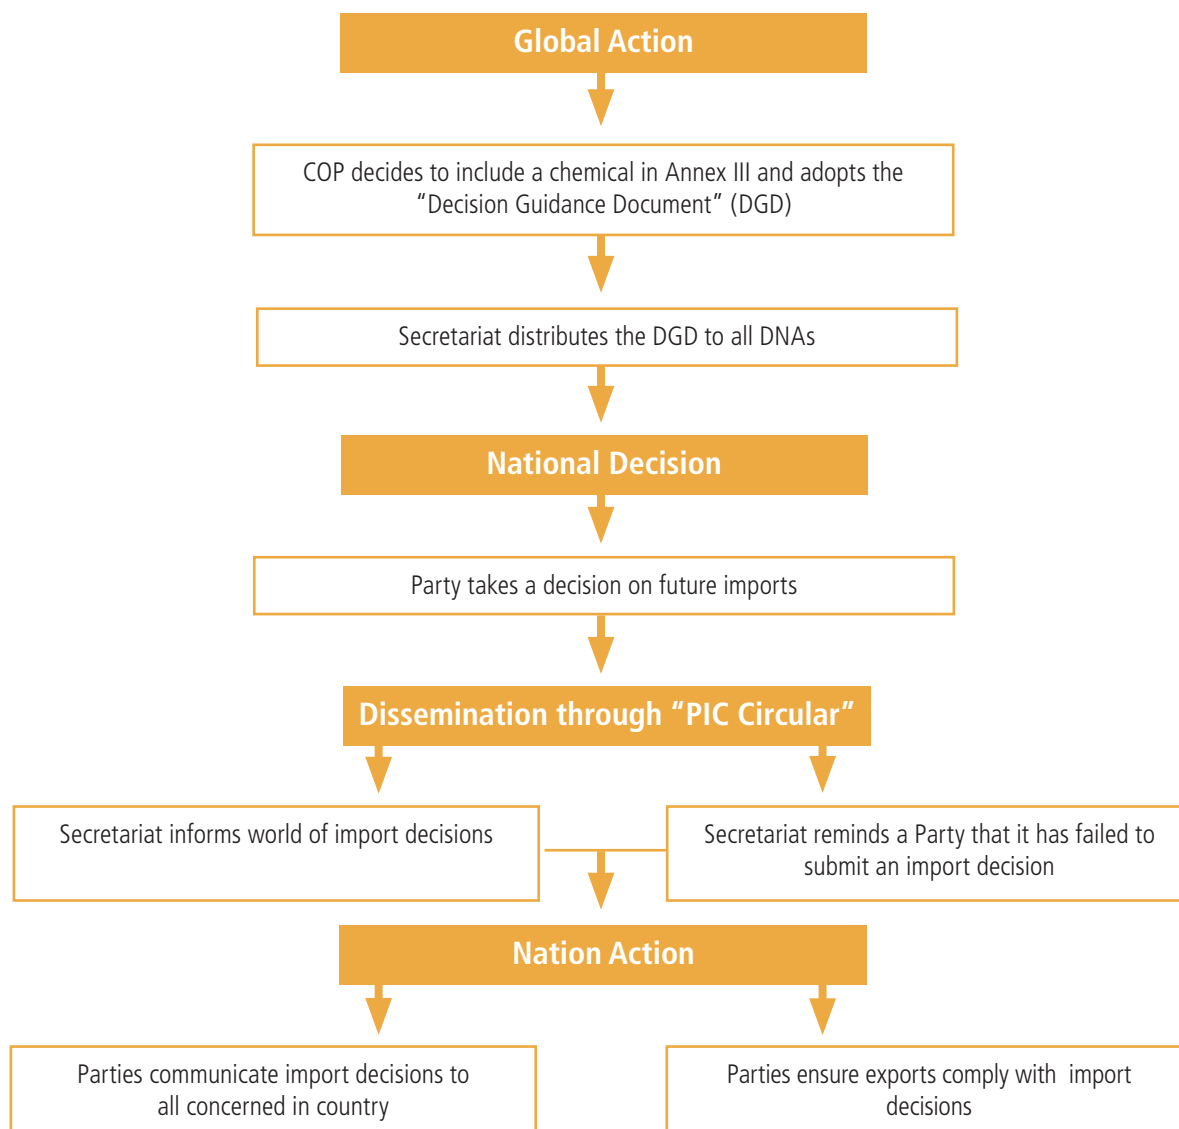 Global Action
COP decides to include a chemical in Annex III and adopts the
“Decision Guidance Document” (DGD)
Secretariat distributes the DGD to all DNAs
National Decision
Party takes a decision on future imports
Dissemination through “PIC Circular”
Secretariat informs world of import decisions
Secretariat reminds a Party that it has failed to
submit an import decision
Nation Action
Parties communicate import decisions to
all concerned in country
Parties ensure exports comply with import
decisions